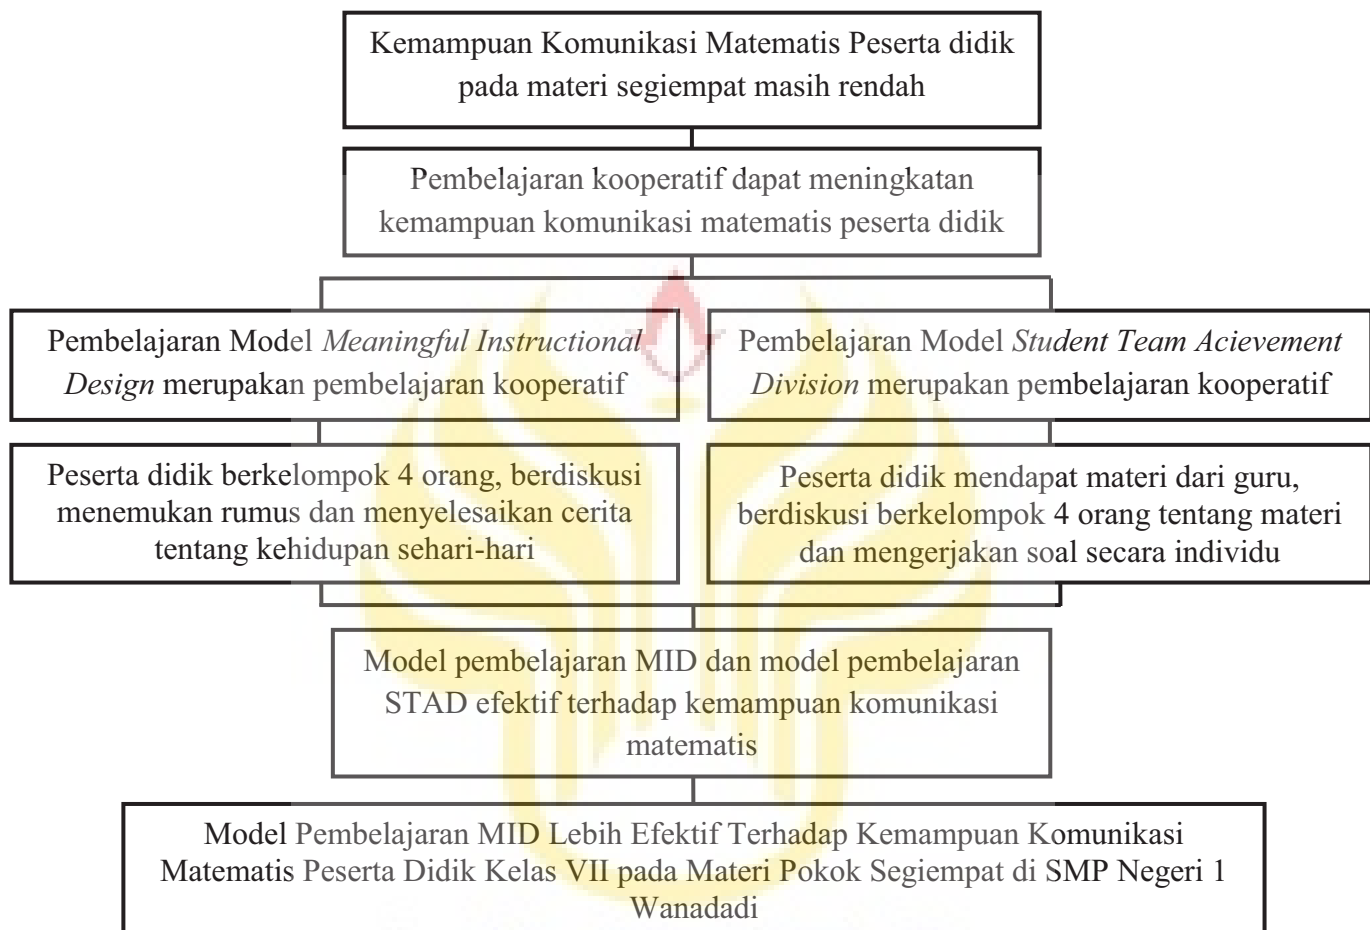 Kemampuan Komunikasi Matematis Peserta didik
pada materi segiempat masih rendah
Pembelajaran kooperatif dapat meningkatan
kemampuan komunikasi matematis peserta didik
Pembelajaran Model Meaningful Instructional
Design merupakan pembelajaran kooperatif
Pembelajaran Model Student Team Acievement
Division merupakan pembelajaran kooperatif
Peserta didik berkelompok 4 orang, berdiskusi
menemukan rumus dan menyelesaikan cerita
tentang kehidupan sehari-hari
Peserta didik mendapat materi dari guru,
berdiskusi berkelompok 4 orang tentang materi
dan mengerjakan soal secara individu
Model pembelajaran MID dan model pembelajaran
STAD efektif terhadap kemampuan komunikasi
matematis
Model Pembelajaran MID Lebih Efektif Terhadap Kemampuan Komunikasi
Matematis Peserta Didik Kelas VII pada Materi Pokok Segiempat di SMP Negeri 1
Wanadadi